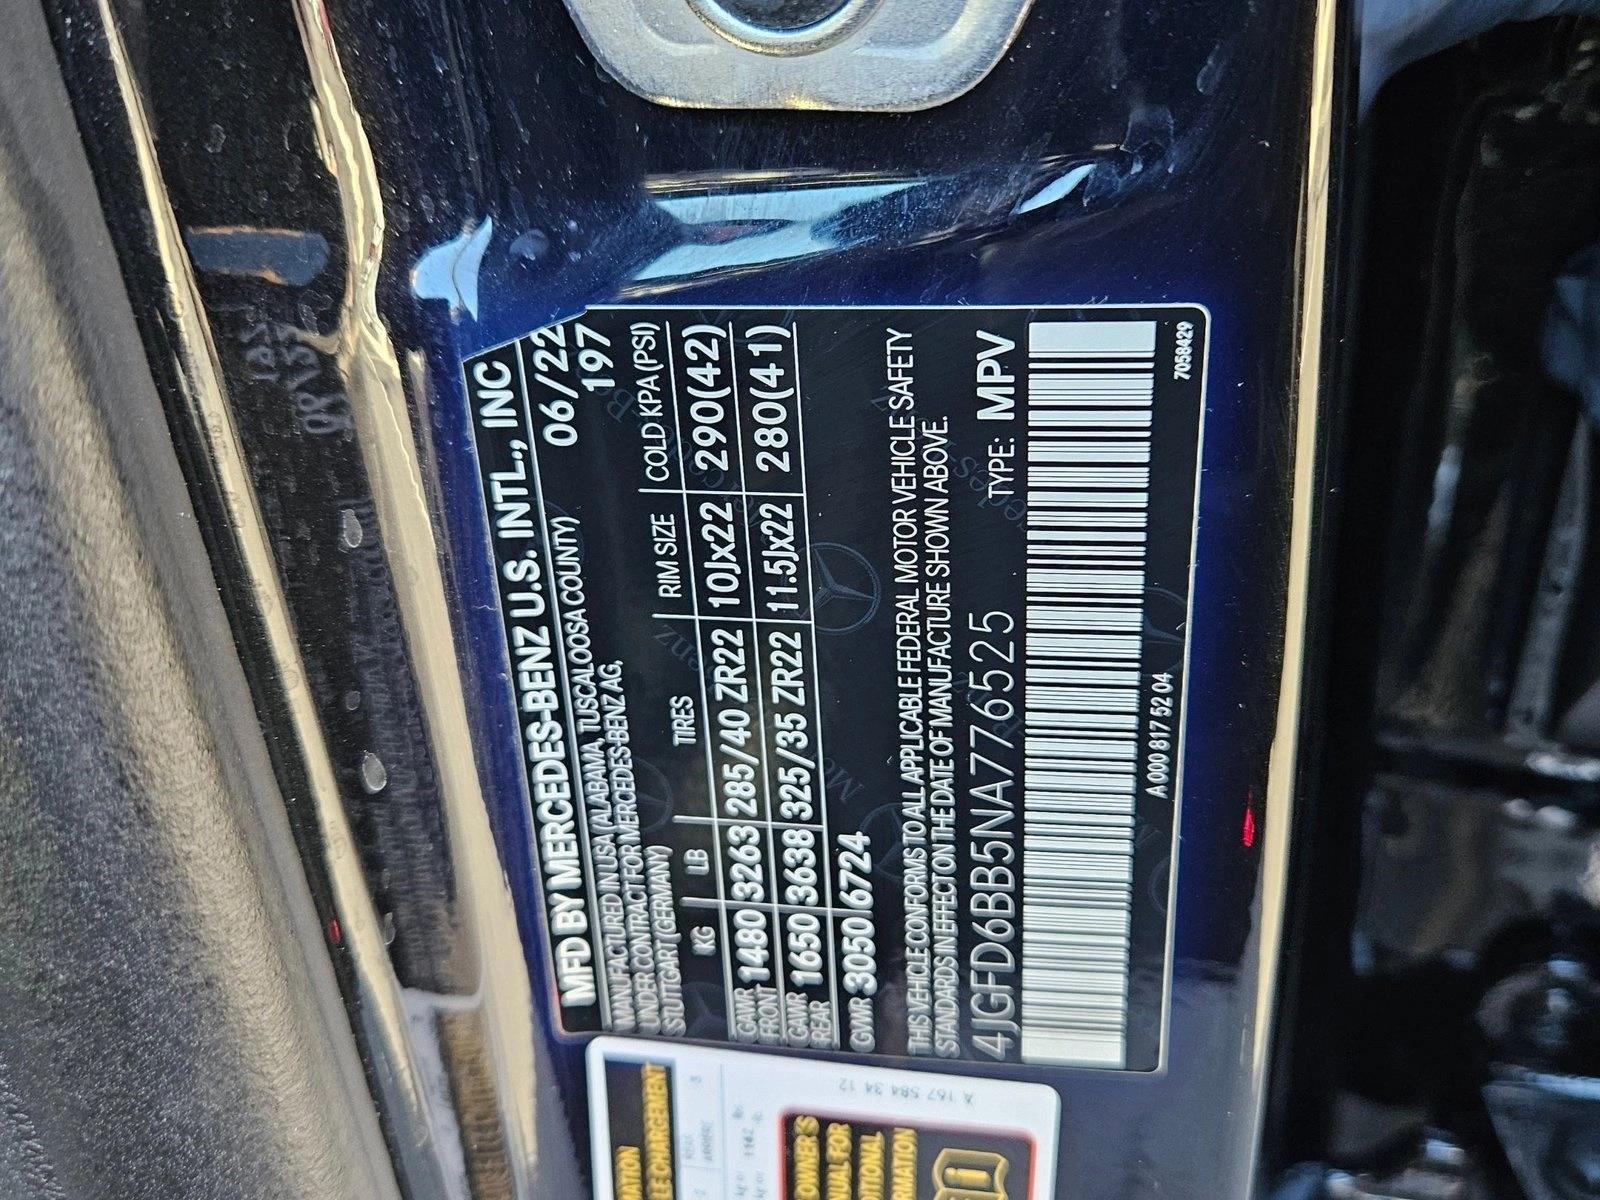 MFD BY MERCEDES-BENZ U.S. INTL., INC
MANUFACTURED IN USA (ALABAMA, TUSCALOOSA COUNTY) 06/22
UNDER CONTRACT FOR MERCEDES-BENZ AG, 197
STUTTGART (GERMANY)
KG LB TIRES RIM SIZE COLD KPA (PSI)
GAWR FRONT 1480 3263 285/40 ZR22 10Jx22 290(42)
GAWR REAR 1650 3638 325/35 ZR22 11.5Jx22 280(41)
GVWR 3050 6724
THIS VEHICLE CONFORMS TO ALL APPLICABLE FEDERAL MOTOR VEHICLE SAFETY
STANDARDS IN EFFECT ON THE DATE OF MANUFACTURE SHOWN ABOVE.
4JGFD6BB5NA776525 TYPE: MPV
A 000 817 52 04 7058429
LE CHARGEMENT
A 167 584 34 12
OWNER'S
FOR